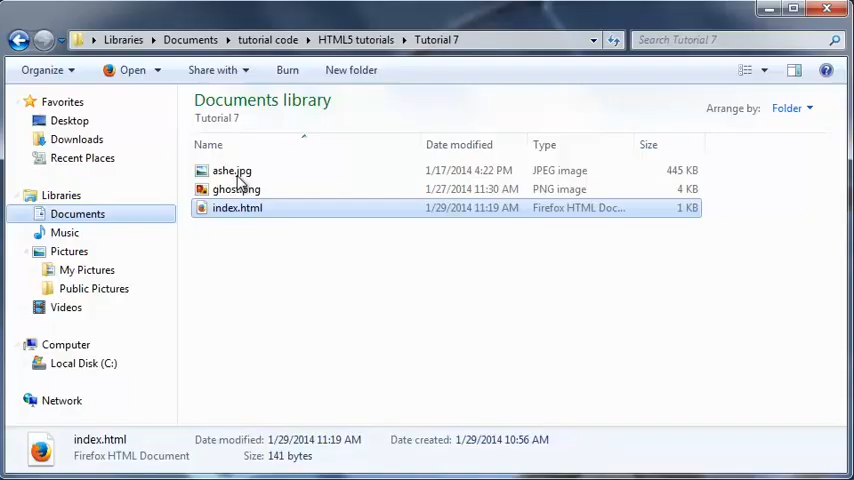 Libraries Documents tutorial code HTML5 tutorials Tutorial 7
Search Tutorial 7
Organize Open Share with Burn New folder
Documents library
Tutorial 7
Arrange by: Folder
Favorites
Desktop
Downloads
Recent Places
Libraries
Documents
Music
Pictures
My Pictures
Public Pictures
Videos
Computer
Local Disk (C:)
Network
Name Date modified Type Size
ashe.jpg 1/17/2014 4:22 PM JPEG image 445 KB
ghost.png 1/27/2014 11:30 AM PNG image 4 KB
index.html 1/29/2014 11:19 AM Firefox HTML Doc... 1 KB
index.html Date modified: 1/29/2014 11:19 AM Date created: 1/29/2014 10:56 AM
Firefox HTML Document Size: 141 bytes